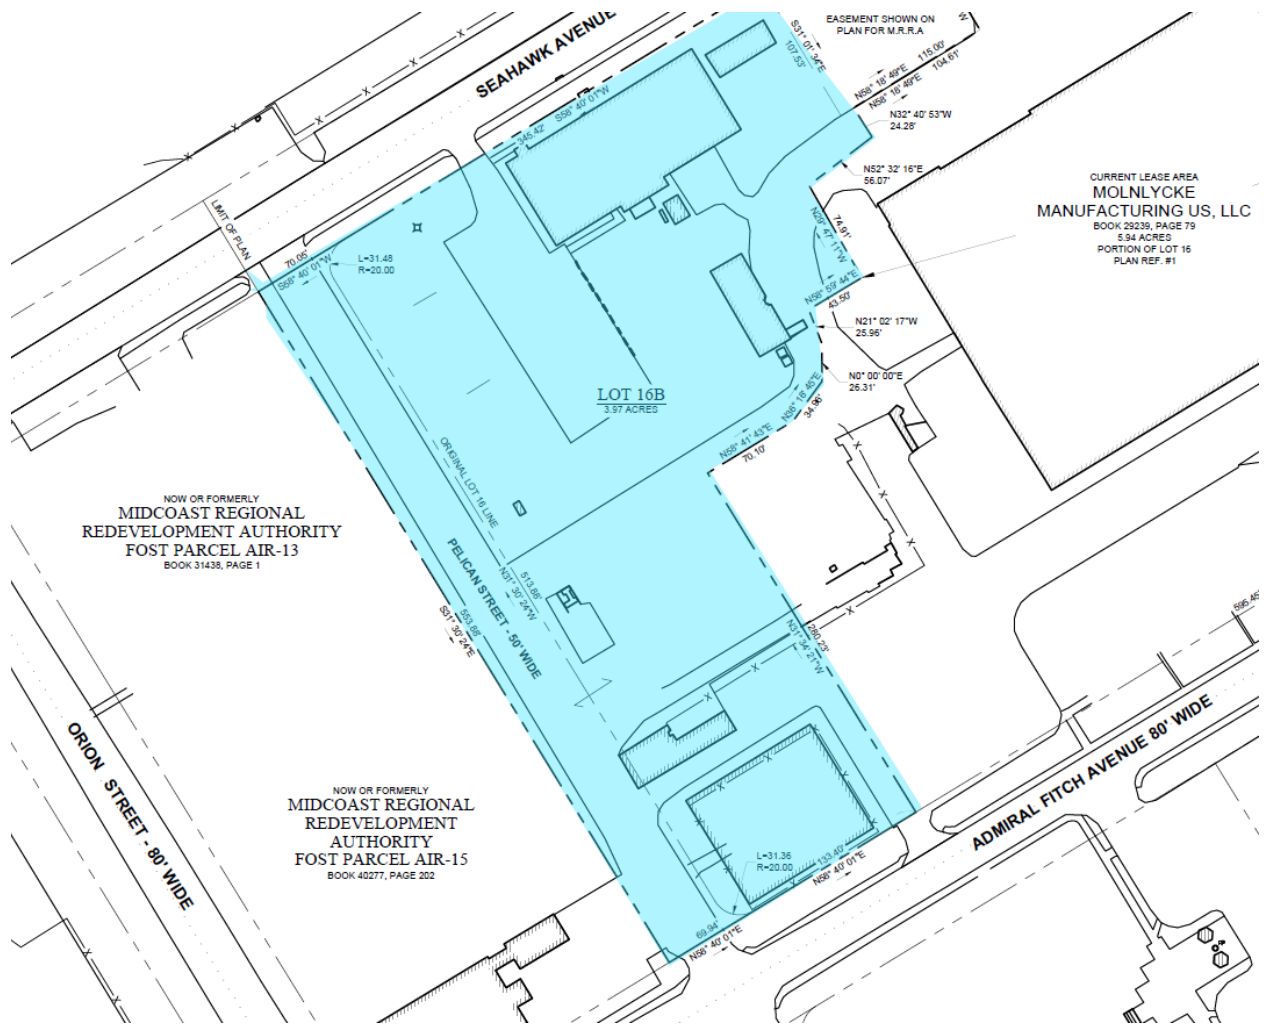 EASEMENT SHOWN ON
PLAN FOR M.R.R.A
W
SEAHAWK AVENUE
S31° 01' 34"E
107.53'
N58° 18' 49"E
115.00'
N58° 18' 49"E
104.61'
345.42'
S58° 40' 01"W
N32° 40' 53"W
24.28'
N52° 32' 16"E
56.07'
CURRENT LEASE AREA
MOLNLYCKE
MANUFACTURING US, LLC
BOOK 29239, PAGE 79
5.94 ACRES
PORTION OF LOT 16
PLAN REF. #1
LIMIT OF PLAN
70.05'
S58° 40' 01"W
L=31.48
R=20.00
74.91'
N29° 47' 11"W
N58° 59' 44"E
43.50'
N21° 02' 17"W
25.96'
N0° 00' 00"E
26.31'
N36° 16' 45"E
34.96'
LOT 16B
3.97 ACRES
N58° 41' 43"E
70.10'
ORIGINAL LOT 16 LINE
NOW OR FORMERLY
MIDCOAST REGIONAL
REDEVELOPMENT AUTHORITY
FOST PARCEL AIR-13
BOOK 31438, PAGE 1
PELICAN STREET - 50' WIDE
513.86'
N31° 30' 24"W
553.88'
S31° 30' 24"E
280.23'
N31° 34' 21"W
595.45'
ORION STREET - 80' WIDE
ADMIRAL FITCH AVENUE 80' WIDE
NOW OR FORMERLY
MIDCOAST REGIONAL
REDEVELOPMENT
AUTHORITY
FOST PARCEL AIR-15
BOOK 40277, PAGE 202
L=31.36
R=20.00
133.40'
N58° 40' 01"E
69.94'
N58° 40' 01"E